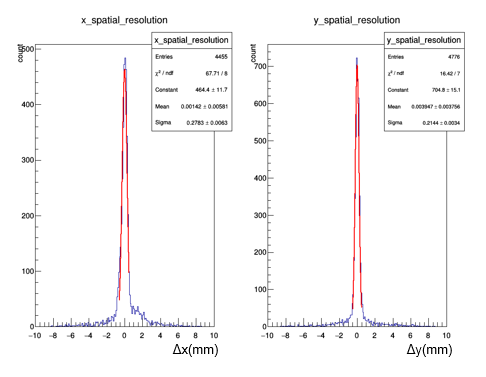 x_spatial_resolution
count
x_spatial_resolution
Entries 4455
χ² / ndf 67.71 / 8
Constant 464.4 ± 11.7
Mean 0.00142 ± 0.00581
Sigma 0.2783 ± 0.0063
500
400
300
200
100
0
−10 −8 −6 −4 −2 0 2 4 6 8 10
Δx(mm)
y_spatial_resolution
count
y_spatial_resolution
Entries 4776
χ² / ndf 16.42 / 7
Constant 704.8 ± 15.1
Mean 0.003947 ± 0.003756
Sigma 0.2144 ± 0.0034
700
600
500
400
300
200
100
0
−10 −8 −6 −4 −2 0 2 4 6 8 10
Δy(mm)